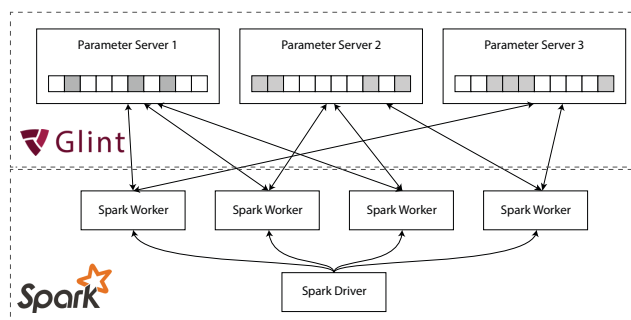 Parameter Server 1
Parameter Server 2
Parameter Server 3
Glint
Spark Worker
Spark Worker
Spark Worker
Spark Worker
Spark
Spark Driver